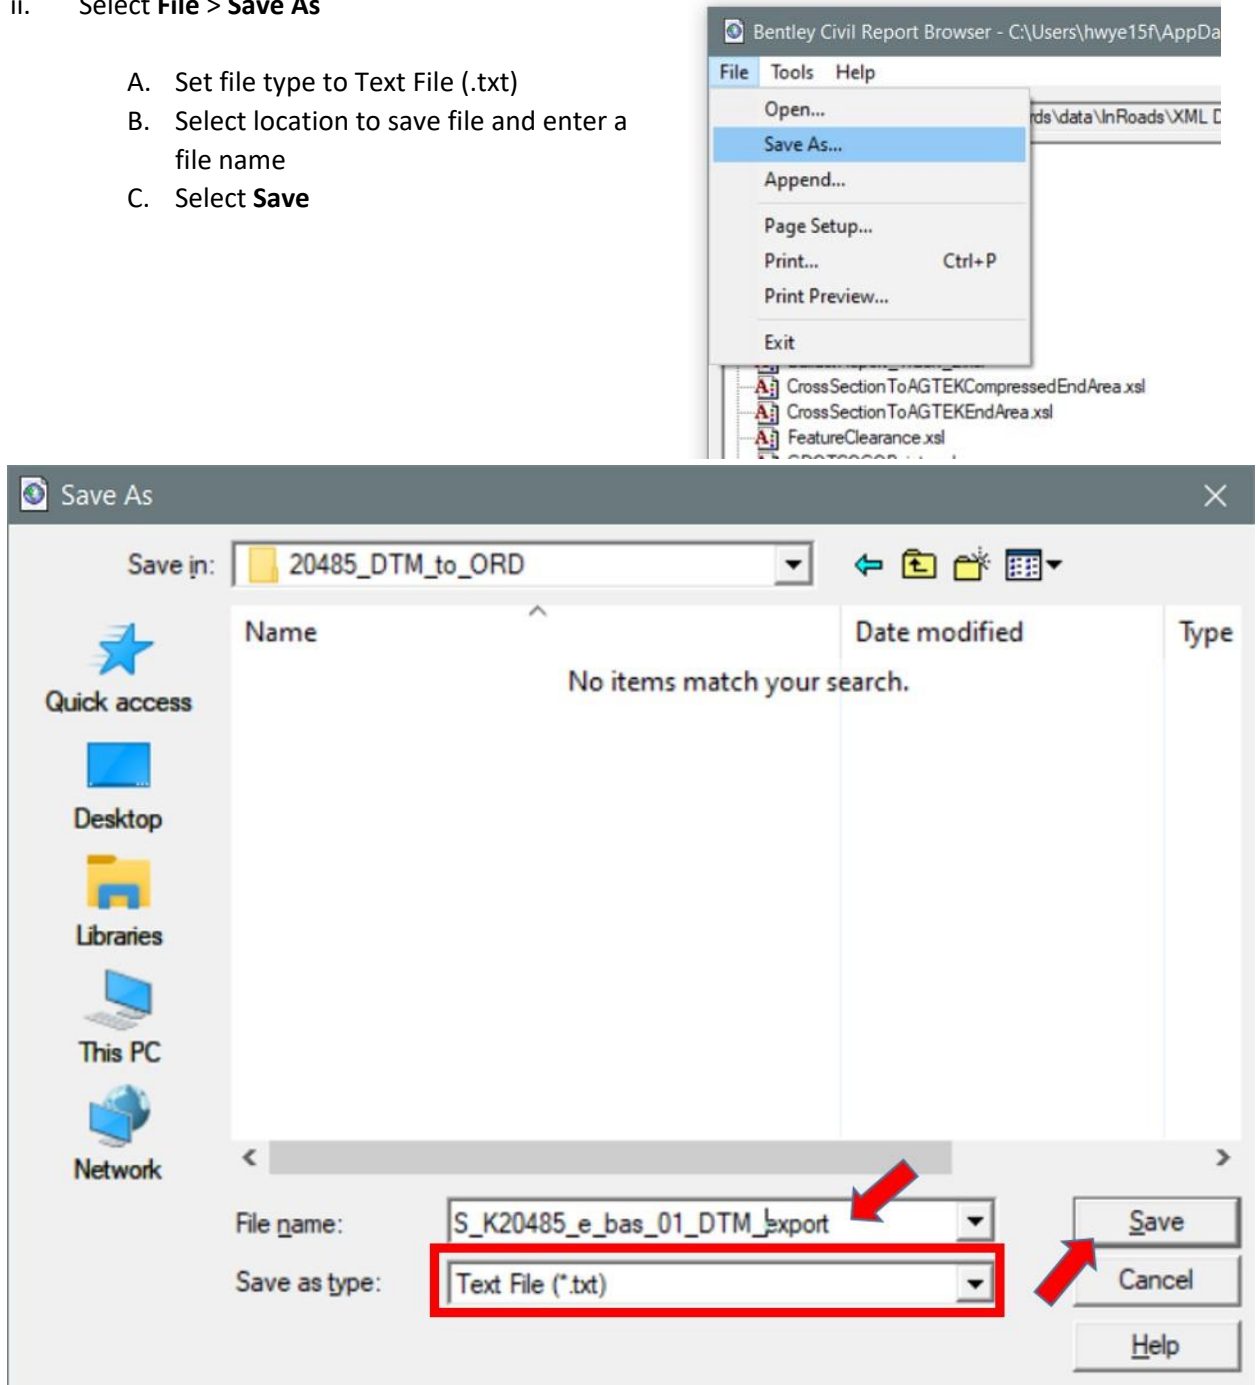 ii. Select File > Save As
A. Set file type to Text File (.txt)
B. Select location to save file and enter a
file name
C. Select Save
Bentley Civil Report Browser - C:\Users\hwye15f\AppDa
File Tools Help
Open...
rds\data\InRoads\XML D
Save As...
Append...
Page Setup...
Print... Ctrl+P
Print Preview...
Exit
CrossSectionToAGTEKCompressedEndArea.xsl
CrossSectionToAGTEKEndArea.xsl
FeatureClearance.xsl
Save As
Save in: 20485_DTM_to_ORD
Name Date modified Type
No items match your search.
Quick access
Desktop
Libraries
This PC
Network
File name: S_K20485_e_bas_01_DTM_export Save
Save as type: Text File (*.txt) Cancel
Help